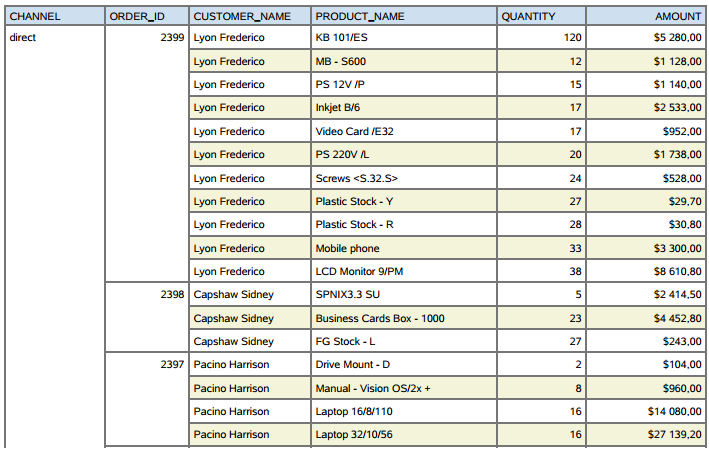 CHANNEL ORDER_ID CUSTOMER_NAME PRODUCT_NAME QUANTITY AMOUNT
direct 2399 Lyon Frederico KB 101/ES 120 $5 280,00
Lyon Frederico MB - S600 12 $1 128,00
Lyon Frederico PS 12V /P 15 $1 140,00
Lyon Frederico Inkjet B/6 17 $2 533,00
Lyon Frederico Video Card /E32 17 $952,00
Lyon Frederico PS 220V /L 20 $1 738,00
Lyon Frederico Screws <S.32.S> 24 $528,00
Lyon Frederico Plastic Stock - Y 27 $29,70
Lyon Frederico Plastic Stock - R 28 $30,80
Lyon Frederico Mobile phone 33 $3 300,00
Lyon Frederico LCD Monitor 9/PM 38 $8 610,80
2398 Capshaw Sidney SPNIX3.3 SU 5 $2 414,50
Capshaw Sidney Business Cards Box - 1000 23 $4 452,80
Capshaw Sidney FG Stock - L 27 $243,00
2397 Pacino Harrison Drive Mount - D 2 $104,00
Pacino Harrison Manual - Vision OS/2x + 8 $960,00
Pacino Harrison Laptop 16/8/110 16 $14 080,00
Pacino Harrison Laptop 32/10/56 16 $27 139,20